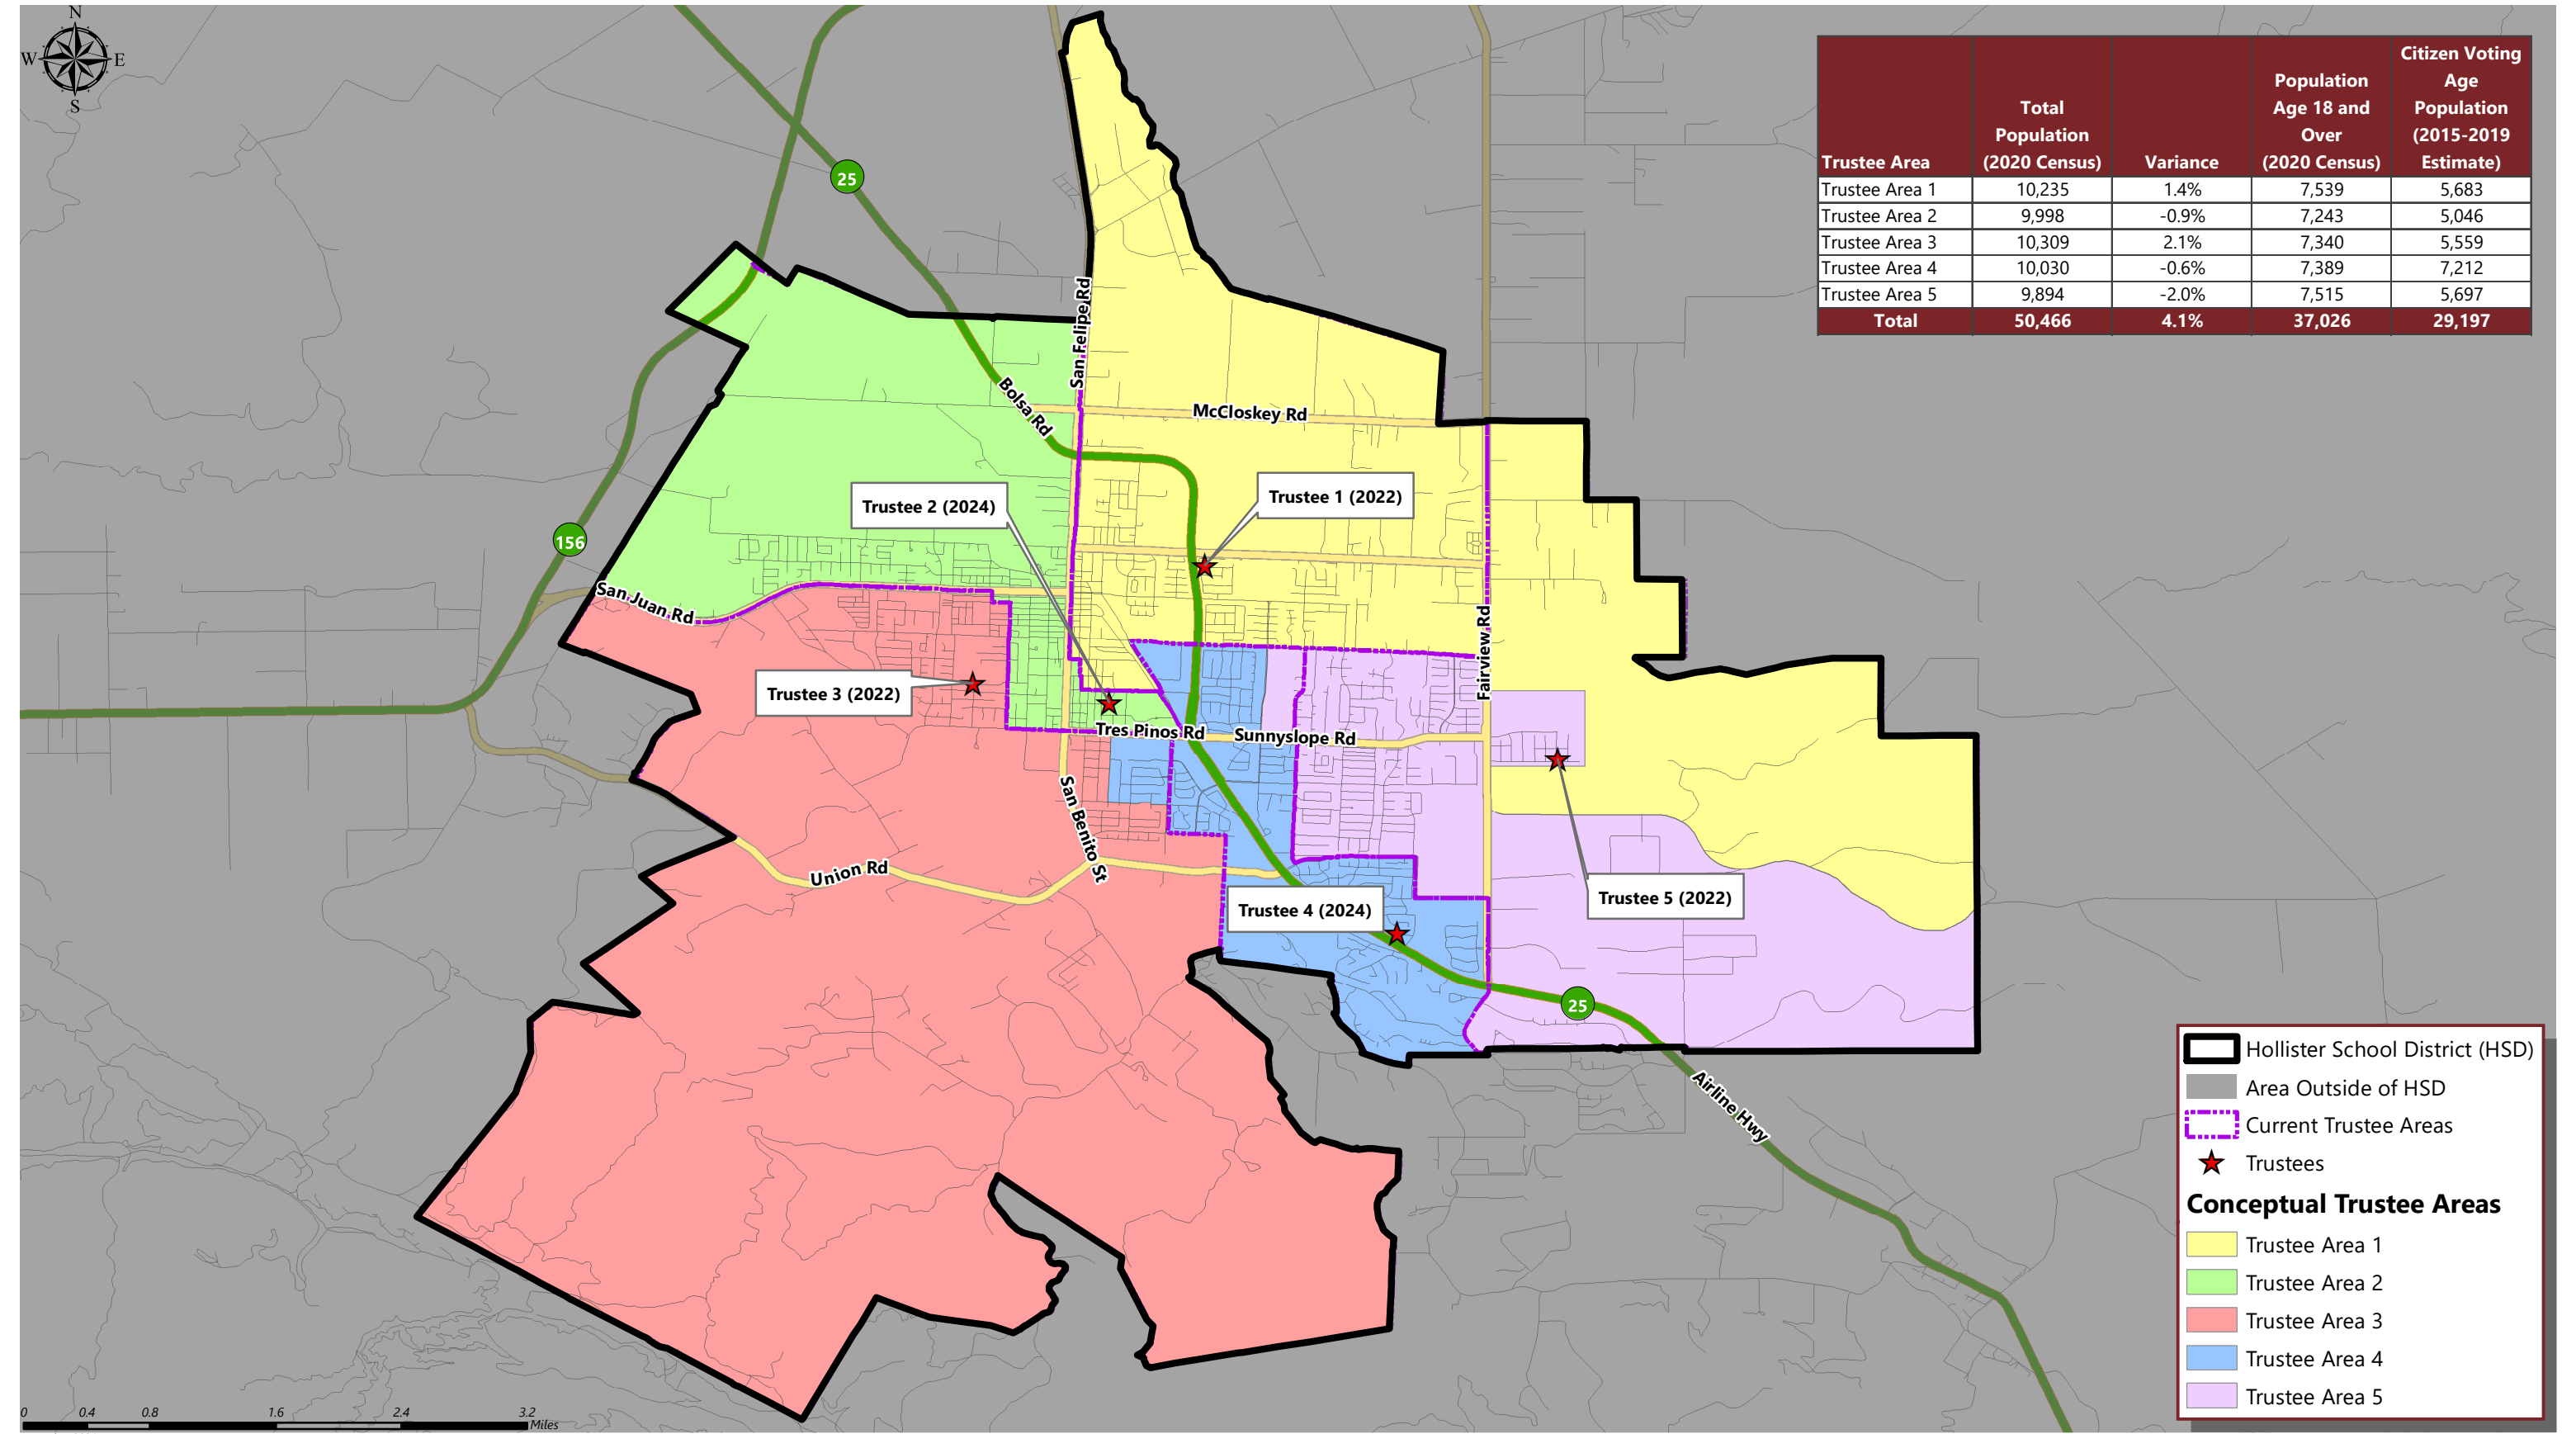 N
W E
S
Citizen Voting
Population Age
Total Age 18 and Population
Population Over (2015-2019
Trustee Area (2020 Census) Variance (2020 Census) Estimate)
Trustee Area 1 10,235 1.4% 7,539 5,683
Trustee Area 2 9,998 -0.9% 7,243 5,046
Trustee Area 3 10,309 2.1% 7,340 5,559
Trustee Area 4 10,030 -0.6% 7,389 7,212
Trustee Area 5 9,894 -2.0% 7,515 5,697
Total 50,466 4.1% 37,026 29,197
25
San Felipe Rd
Bolsa Rd
McCloskey Rd
Trustee 1 (2022)
Trustee 2 (2024)
156
San Juan Rd
Fairview Rd
Trustee 3 (2022)
Tres Pinos Rd
Sunnyslope Rd
San Benito St
Union Rd
Trustee 5 (2022)
Trustee 4 (2024)
25
Airline Hwy
Hollister School District (HSD)
Area Outside of HSD
Current Trustee Areas
Trustees
Conceptual Trustee Areas
Trustee Area 1
Trustee Area 2
Trustee Area 3
Trustee Area 4
Trustee Area 5
0 0.4 0.8 1.6 2.4 3.2
Miles